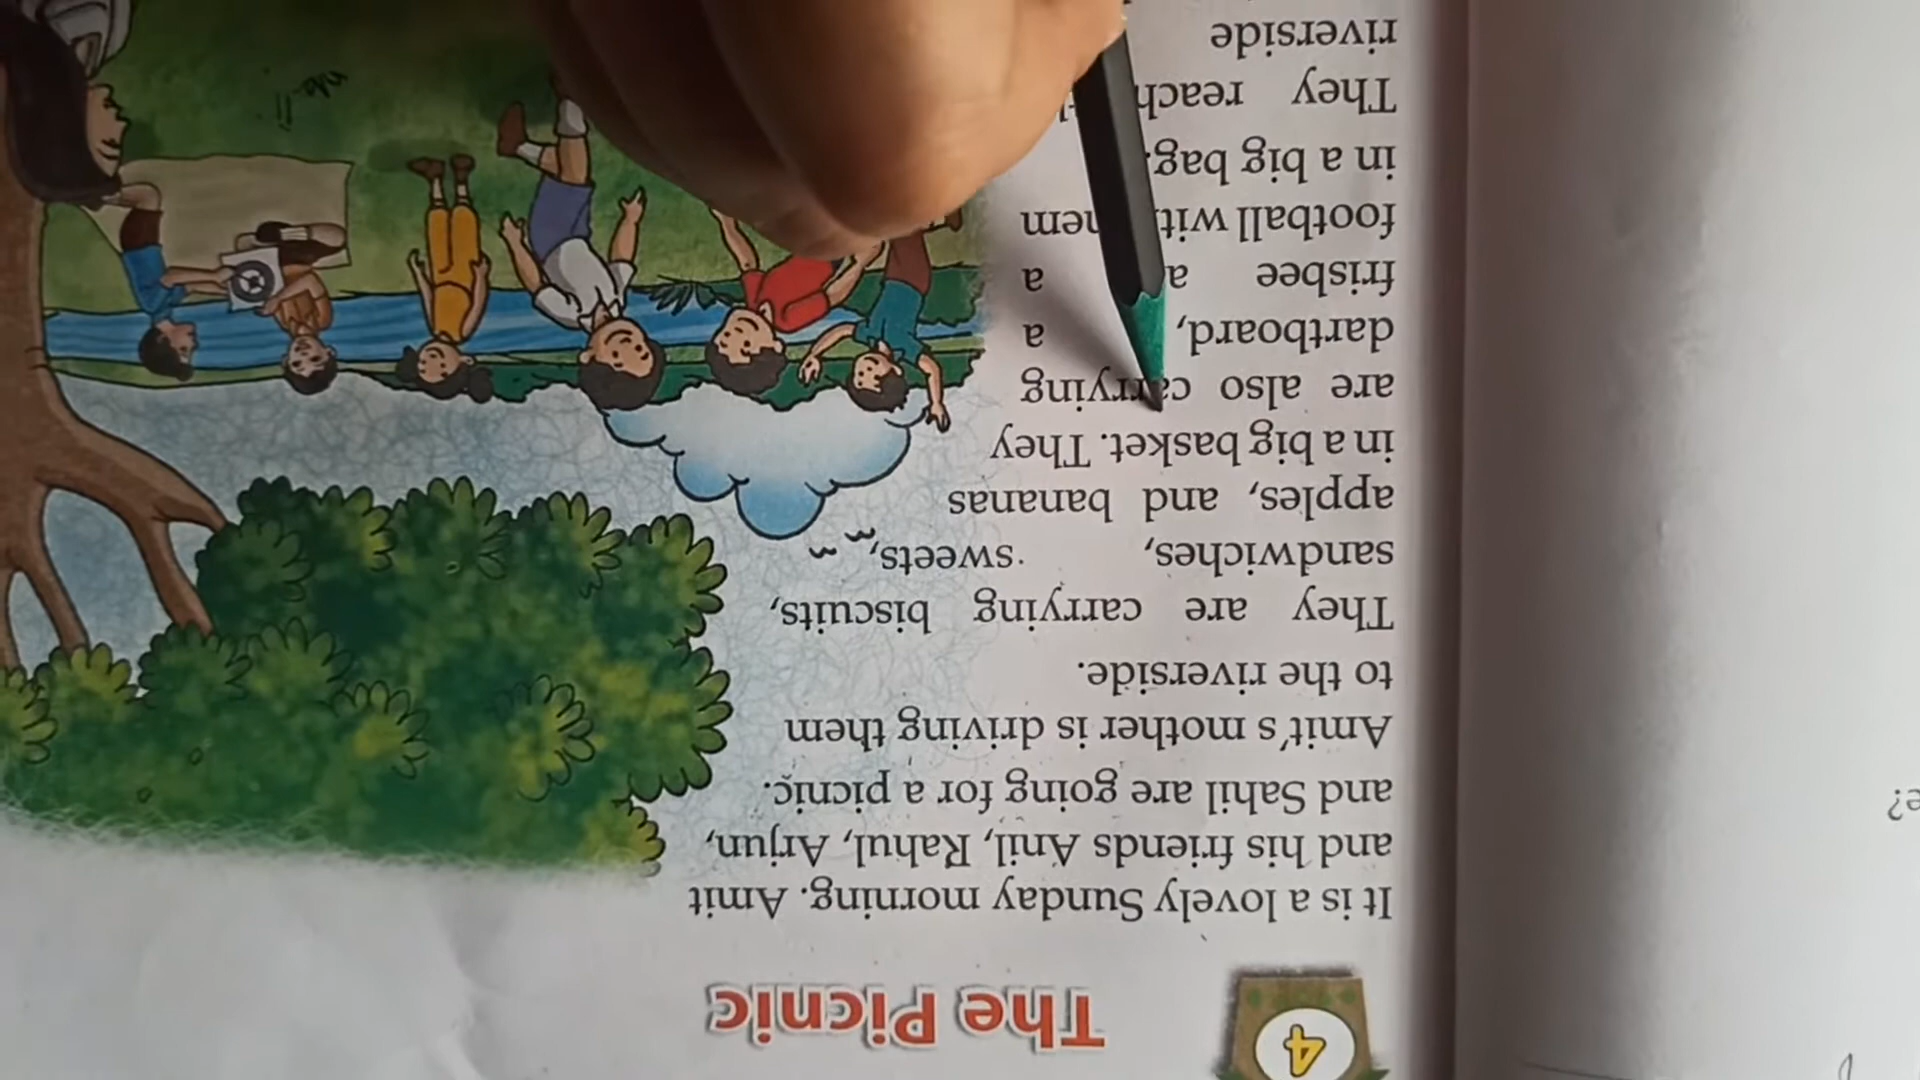 4
The Picnic
It is a lovely Sunday morning. Amit
and his friends Anil, Rahul, Arjun,
and Sahil are going for a picnic.
Amit's mother is driving them
to the riverside.
They are carrying biscuits,
sandwiches, sweets,
apples, and bananas
in a big basket. They
are also carrying
dartboard, a
frisbee a
football
in a big bag.
They reach
riverside